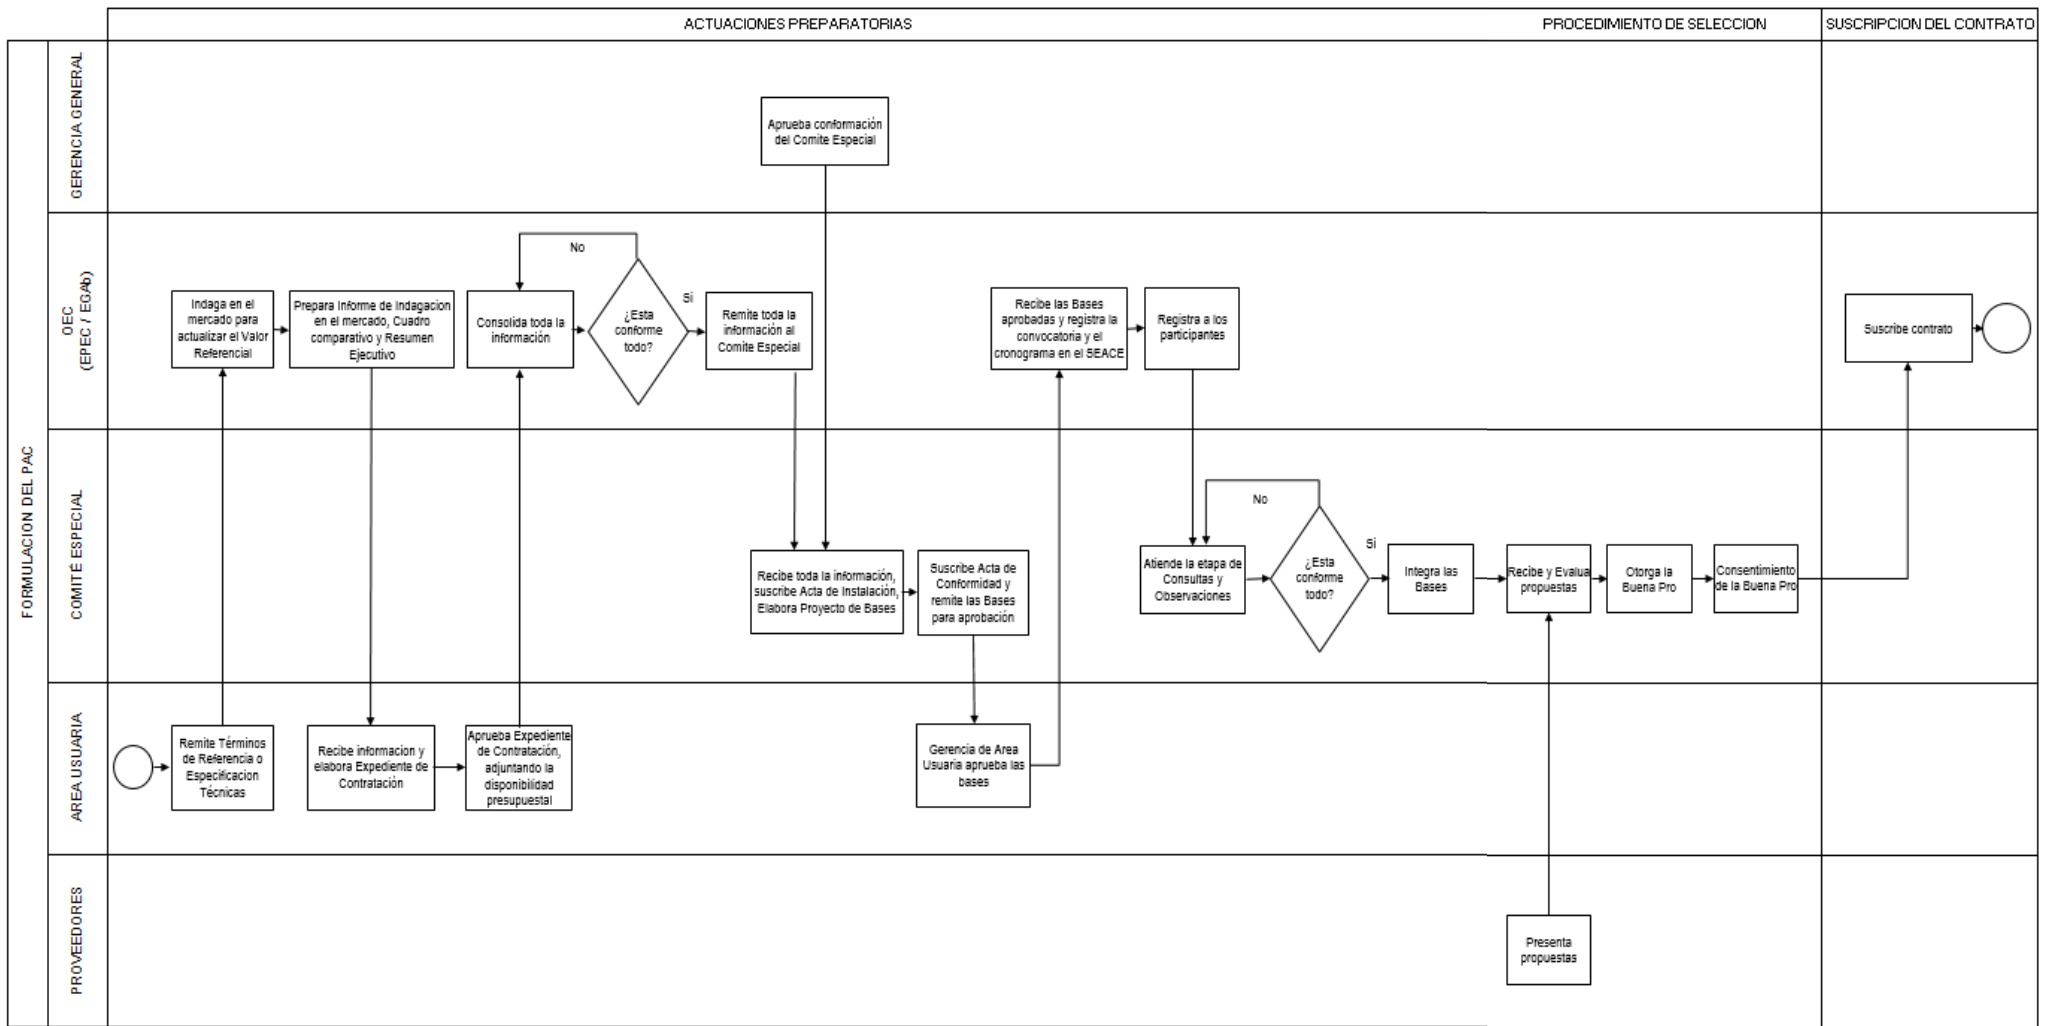 ACTUACIONES PREPARATORIAS
PROCEDIMIENTO DE SELECCION
SUSCRIPCION DEL CONTRATO
FORMULACION DEL PAC
GERENCIA GENERAL
Aprueba conformación
del Comite Especial
OEC
(EPEC / EGAb)
Indaga en el
mercado para
actualizar el Valor
Referencial
Prepara Informe de Indagacion
en el mercado, Cuadro
comparativo y Resumen
Ejecutivo
Consolida toda la
información
No
¿Esta
conforme
todo?
Si
Remite toda la
información al
Comite Especial
Recibe las Bases
aprobadas y registra la
convocatoria y el
cronograma en el SEACE
Registra a los
participantes
Suscribe contrato
COMITÉ ESPECIAL
Recibe toda la información,
suscribe Acta de Instalación,
Elabora Proyecto de Bases
Suscribe Acta de
Conformidad y
remite las Bases
para aprobación
Atiende la etapa de
Consultas y
Observaciones
No
¿Esta
conforme
todo?
Si
Integra las
Bases
Recibe y Evalua
propuestas
Otorga la
Buena Pro
Consentimiento
de la Buena Pro
AREA USUARIA
Remite Términos
de Referencia o
Especificacion
Técnicas
Recibe informacion y
elabora Expediente de
Contratación
Aprueba Expediente
de Contratación,
adjuntando la
disponibilidad
presupuestal
Gerencia de Area
Usuaria aprueba las
bases
PROVEEDORES
Presenta
propuestas